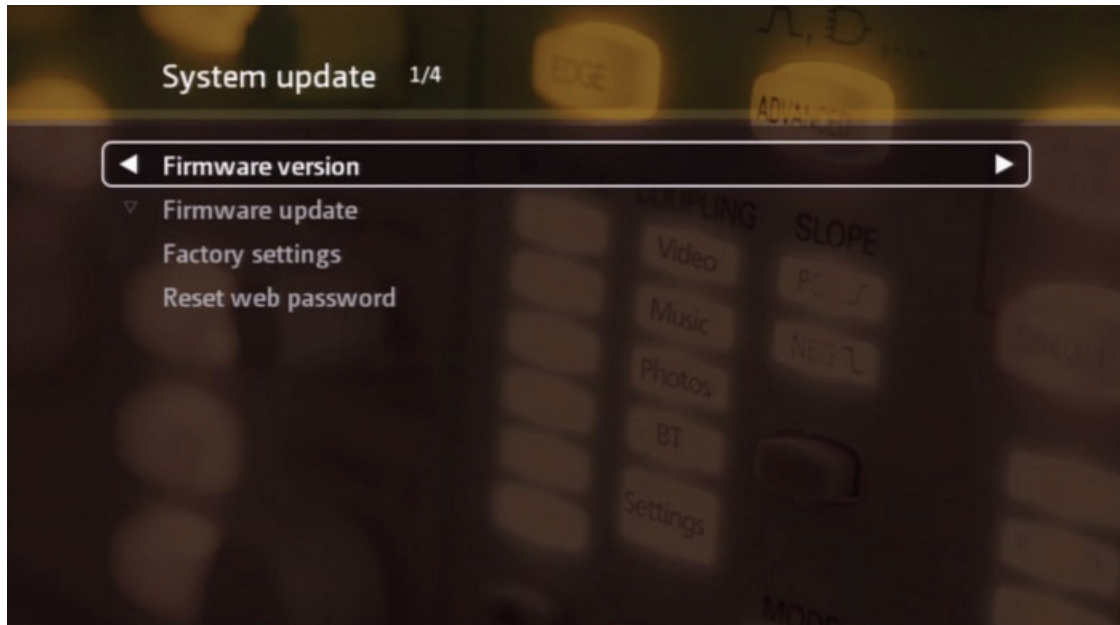 System update 1/4
EDGE
ADVANCED
Firmware version
Firmware update
Factory settings
Reset web password
COUPLING
SLOPE
Video
Music
Photos
NEG
BT
Settings